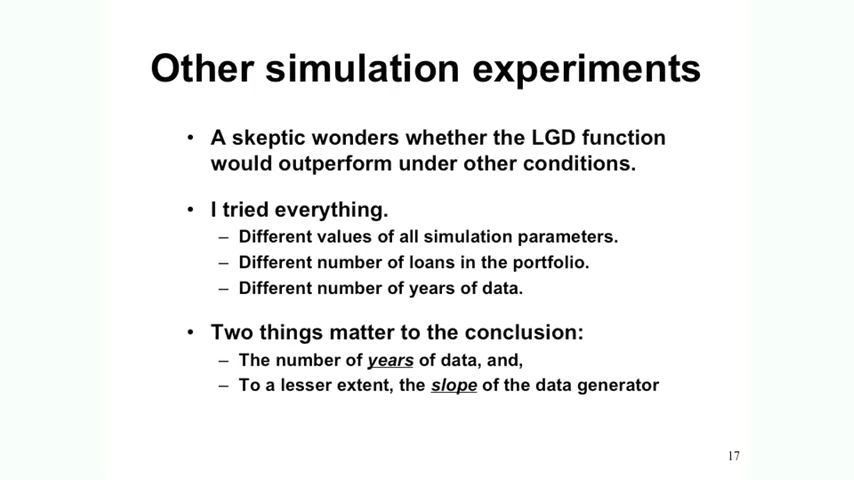 Other simulation experiments
• A skeptic wonders whether the LGD function
would outperform under other conditions.
• I tried everything.
– Different values of all simulation parameters.
– Different number of loans in the portfolio.
– Different number of years of data.
• Two things matter to the conclusion:
– The number of years of data, and,
– To a lesser extent, the slope of the data generator
17